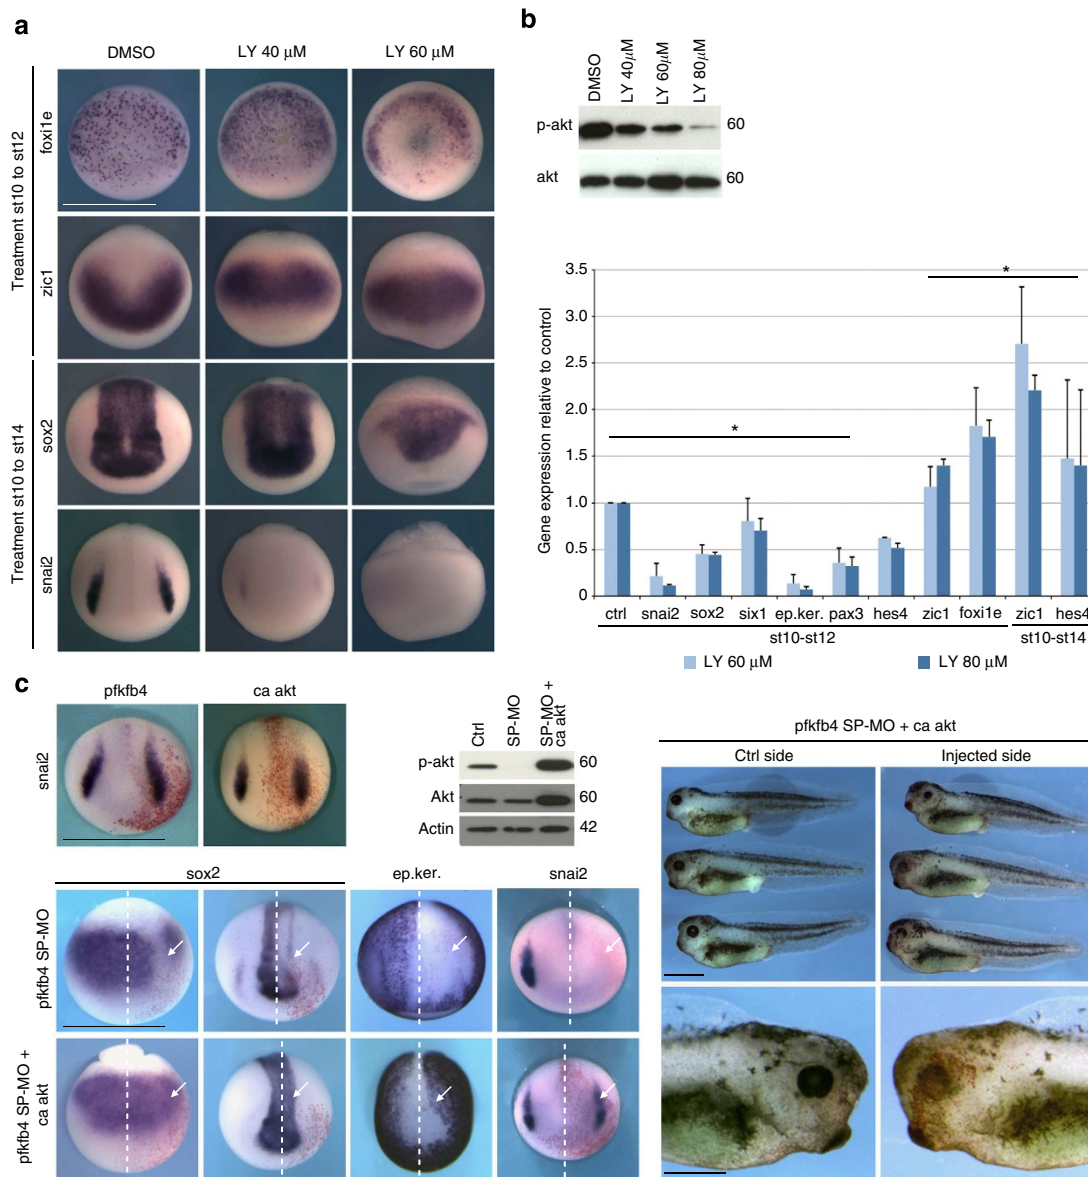 a
DMSO
LY 40 µM
LY 60 µM
Treatment st10 to st12
foxi1e
zic1
Treatment st10 to st14
sox2
snai2
b
DMSO
LY 40µM
LY 60µM
LY 80µM
p-akt
60
akt
60
Gene expression relative to control
3.5
3.0
2.5
2.0
1.5
1.0
0.5
0
*
*
ctrl
snai2
sox2
six1
ep.ker.
pax3
hes4
zic1
foxi1e
zic1
hes4
st10-st12
st10-st14
LY 60 µM
LY 80 µM
c
pfkfb4
ca akt
snai2
Ctrl
SP-MO
SP-MO +
ca akt
p-akt
60
Akt
60
Actin
42
sox2
ep.ker.
snai2
pfkfb4 SP-MO
pfkfb4 SP-MO +
ca akt
pfkfb4 SP-MO + ca akt
Ctrl side
Injected side